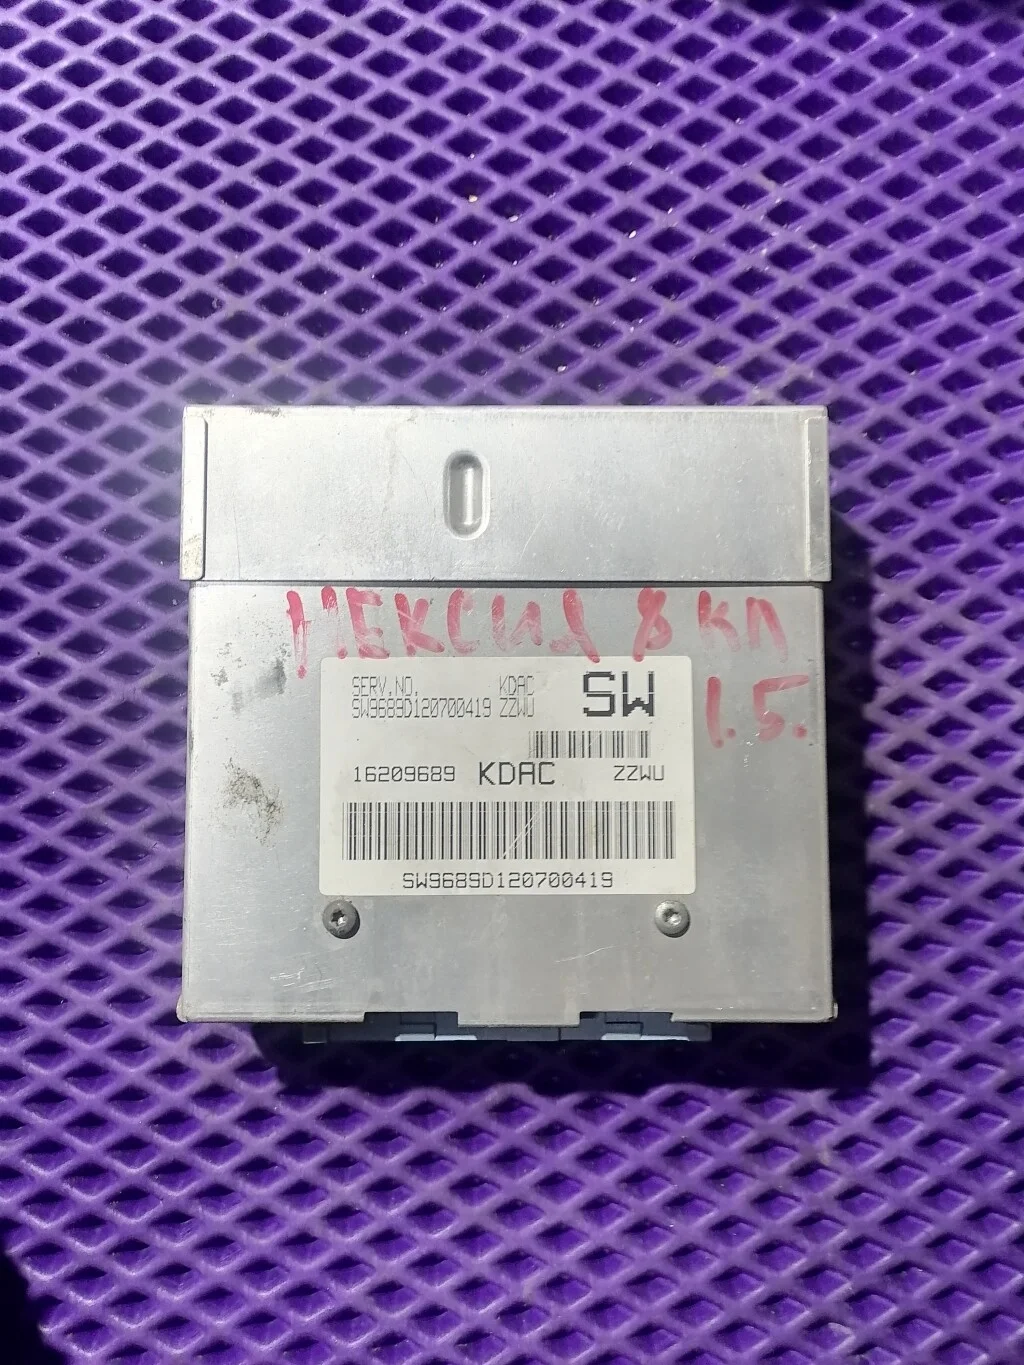 НЕКСИЯ 8 КЛ
1.5.
SERV.NO. KDAC
SW9689D120700419 ZZWU
SW
16209689 KDAC ZZWU
SW9689D120700419